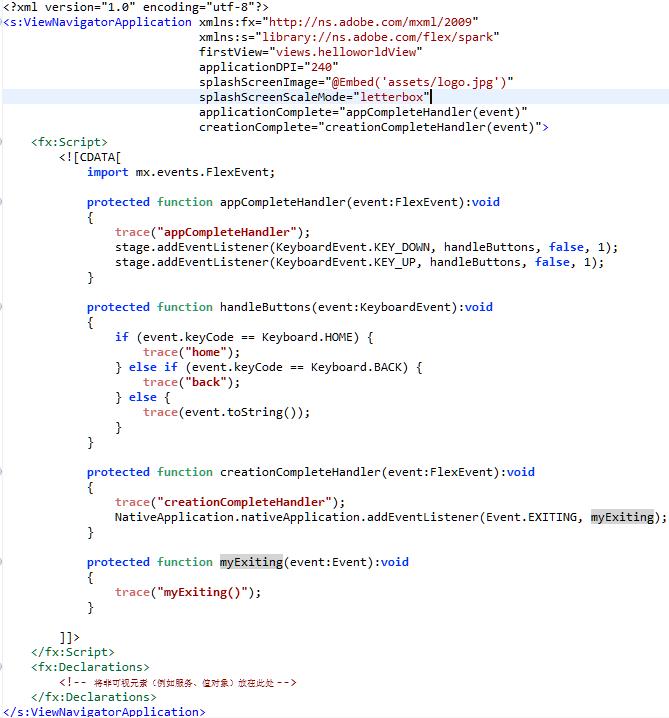 <?xml version="1.0" encoding="utf-8"?>
<s:ViewNavigatorApplication xmlns:fx="http://ns.adobe.com/mxml/2009"
xmlns:s="library://ns.adobe.com/flex/spark"
firstView="views.helloworldView"
applicationDPI="240"
splashScreenImage="@Embed('assets/logo.jpg')"
splashScreenScaleMode="letterbox"
applicationComplete="appCompleteHandler(event)"
creationComplete="creationCompleteHandler(event)">
<fx:Script>
<![CDATA[
import mx.events.FlexEvent;
protected function appCompleteHandler(event:FlexEvent):void
{
trace("appCompleteHandler");
stage.addEventListener(KeyboardEvent.KEY_DOWN, handleButtons, false, 1);
stage.addEventListener(KeyboardEvent.KEY_UP, handleButtons, false, 1);
}
protected function handleButtons(event:KeyboardEvent):void
{
if (event.keyCode == Keyboard.HOME) {
trace("home");
} else if (event.keyCode == Keyboard.BACK) {
trace("back");
} else {
trace(event.toString());
}
}
protected function creationCompleteHandler(event:FlexEvent):void
{
trace("creationCompleteHandler");
NativeApplication.nativeApplication.addEventListener(Event.EXITING, myExiting);
}
protected function myExiting(event:Event):void
{
trace("myExiting()");
}
]]>
</fx:Script>
<fx:Declarations>
<!-- 将非可视元素（例如服务、值对象）放在此处 -->
</fx:Declarations>
</s:ViewNavigatorApplication>